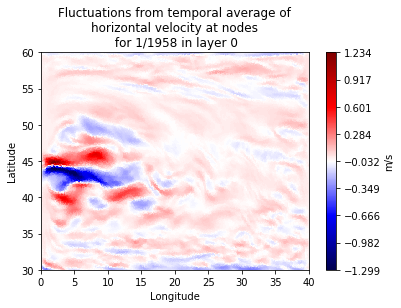 Fluctuations from temporal average of
horizontal velocity at nodes
for 1/1958 in layer 0
60
55
50
45
40
35
30
Latitude
0 5 10 15 20 25 30 35 40
Longitude
1.234
0.917
0.601
0.284
−0.032
−0.349
−0.666
−0.982
−1.299
m/s